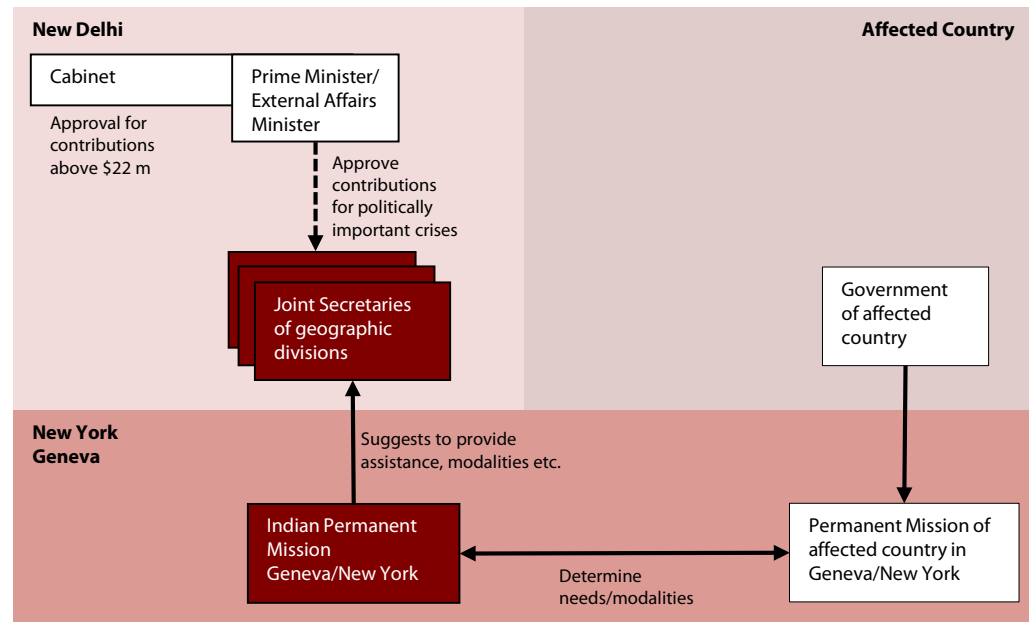 New Delhi
Affected Country
Cabinet
Prime Minister/
External Affairs
Minister
Approval for
contributions
above $22 m
Approve
contributions
for politically
important crises
Joint Secretaries
of geographic
divisions
Government
of affected
country
New York
Geneva
Suggests to provide
assistance, modalities etc.
Indian Permanent
Mission
Geneva/New York
Determine
needs/modalities
Permanent Mission of
affected country in
Geneva/New York